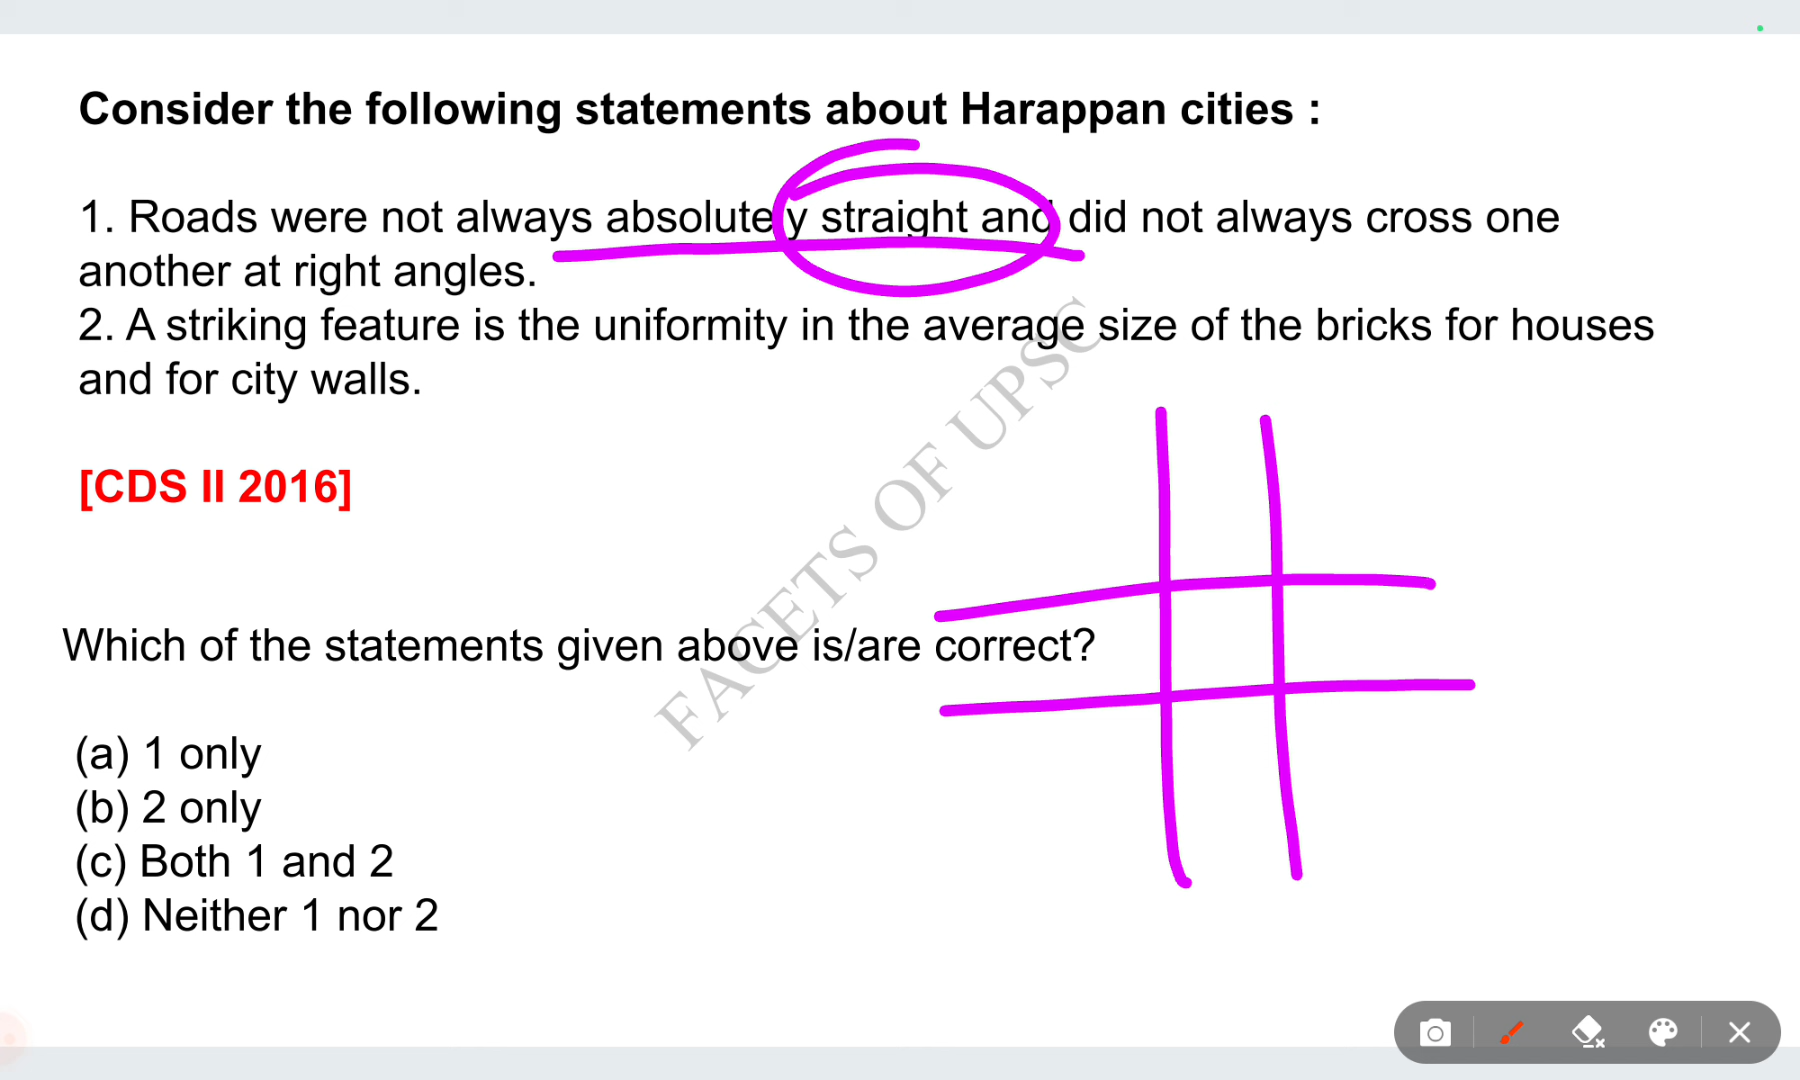 Consider the following statements about Harappan cities :
1. Roads were not always absolutely straight and did not always cross one
another at right angles.
2. A striking feature is the uniformity in the average size of the bricks for houses
and for city walls.
[CDS II 2016]
FACETS OF UPSC
Which of the statements given above is/are correct?
(a) 1 only
(b) 2 only
(c) Both 1 and 2
(d) Neither 1 nor 2